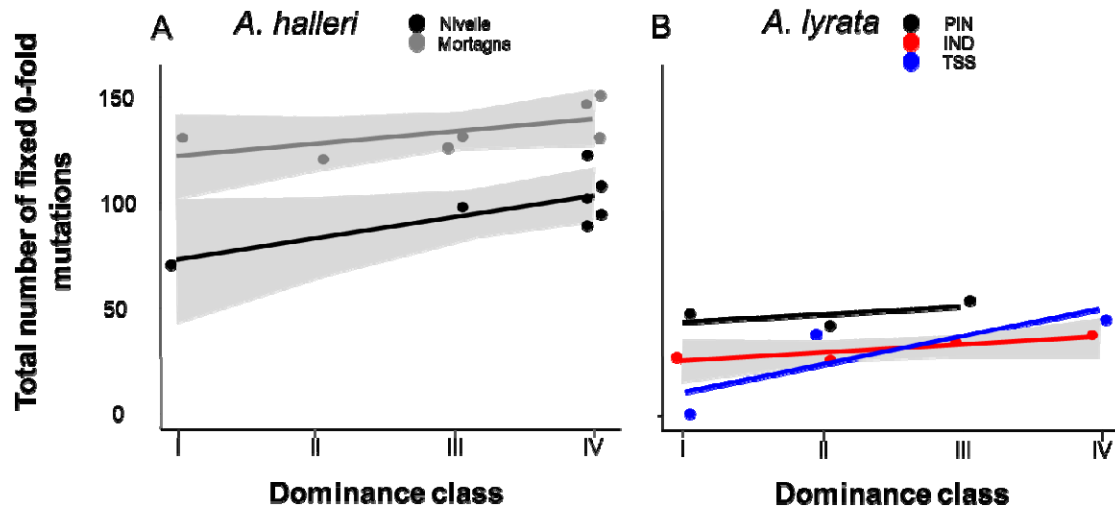 A
A. halleri
Nivelle
Mortagne
B
A. lyrata
PIN
IND
TSS
Total number of fixed 0-fold
mutations
150
100
50
0
I
II
III
IV
Dominance class
I
II
III
IV
Dominance class